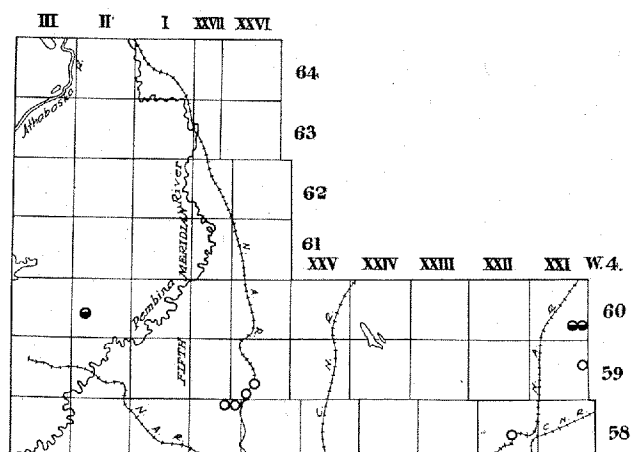 III II I XXVII XXVI
64
Athabaska R.
63
62
Pembina River
FIFTH MERIDIAN
61
N. A. R.
XXV XXIV XXIII XXII XXI W.4.
60
C. N. R.
N. A. R.
59
N. A. R.
C. N. R.
58